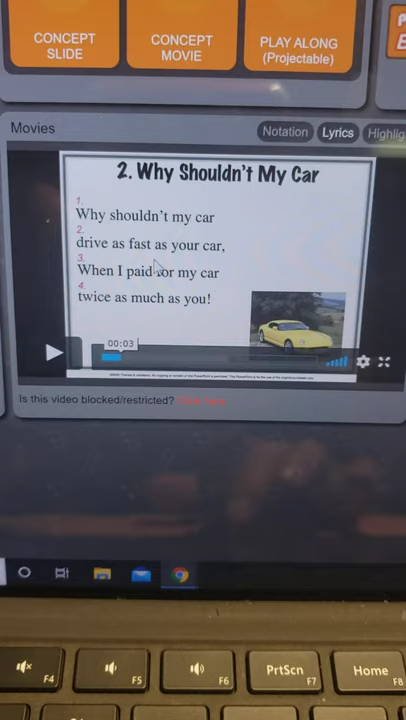 CONCEPT
SLIDE
CONCEPT
MOVIE
PLAY ALONG
(Projectable)
Movies
Notation
Lyrics
Highlig
2. Why Shouldn't My Car
1.
Why shouldn't my car
2.
drive as fast as your car,
3.
When I paid for my car
4.
twice as much as you!
00:03
Is this video blocked/restricted?
F4
F5
F6
PrtScn
F7
Home
F8